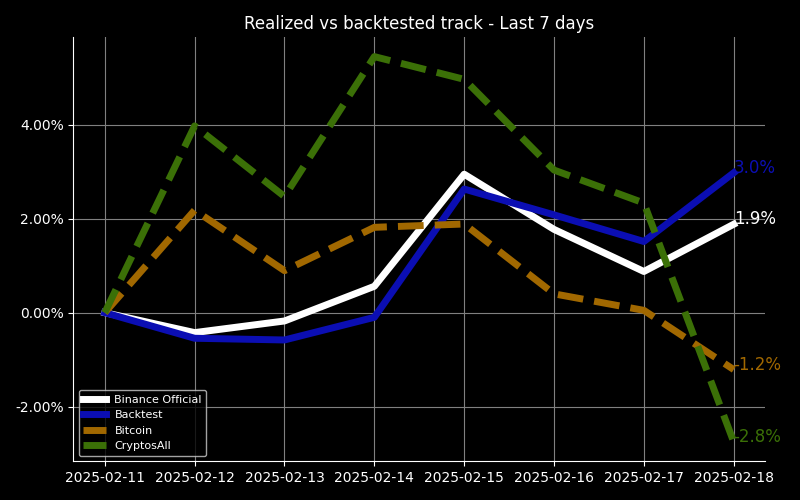 Realized vs backtested track - Last 7 days
4.00%
2.00%
0.00%
-2.00%
3.0%
1.9%
-1.2%
-2.8%
Binance Official
Backtest
Bitcoin
CryptosAll
2025-02-11 2025-02-12 2025-02-13 2025-02-14 2025-02-15 2025-02-16 2025-02-17 2025-02-18